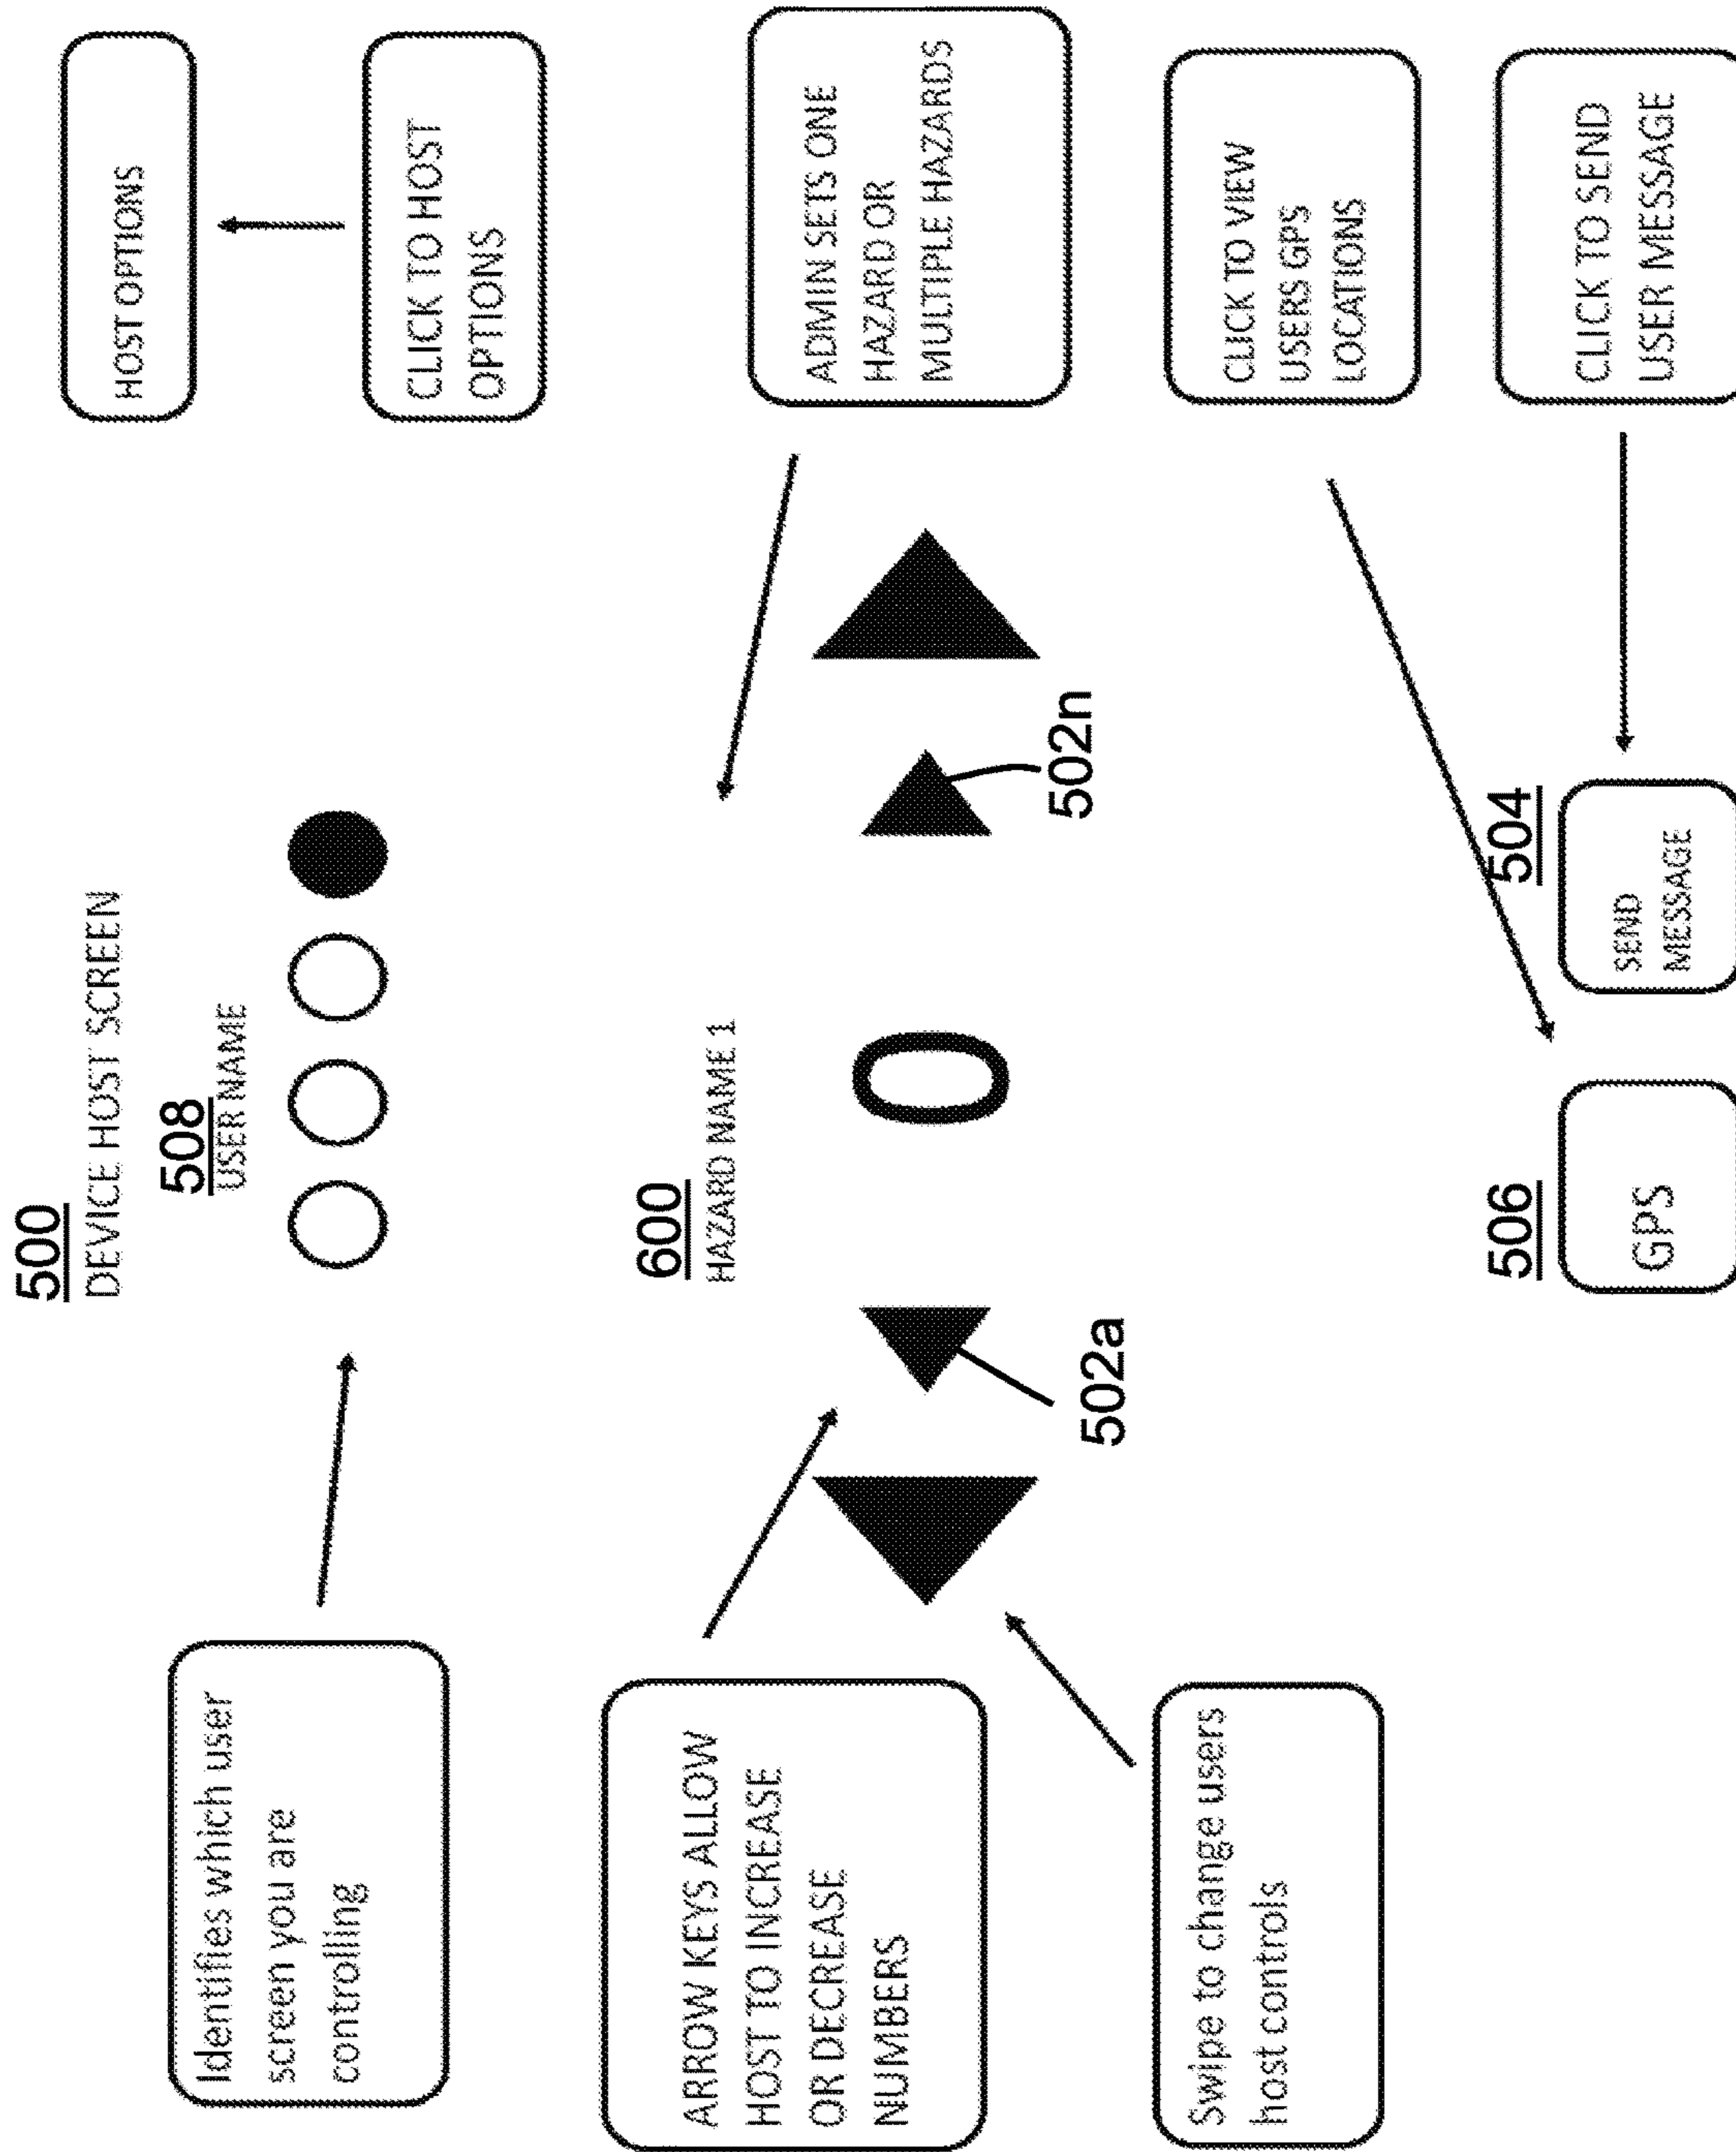 500
DEVICE HOST SCREEN
HOST OPTIONS
508
USER NAME
Identifies which user
screen you are
controlling
CLICK TO HOST
OPTIONS
600
HAZARD NAME 1
ARROW KEYS ALLOW
HOST TO INCREASE
OR DECREASE
NUMBERS
0
ADMIN SETS ONE
HAZARD OR
MULTIPLE HAZARDS
502a
502n
Swipe to change users
host controls
CLICK TO VIEW
USERS GPS
LOCATIONS
506
GPS
504
SEND
MESSAGE
CLICK TO SEND
USER MESSAGE